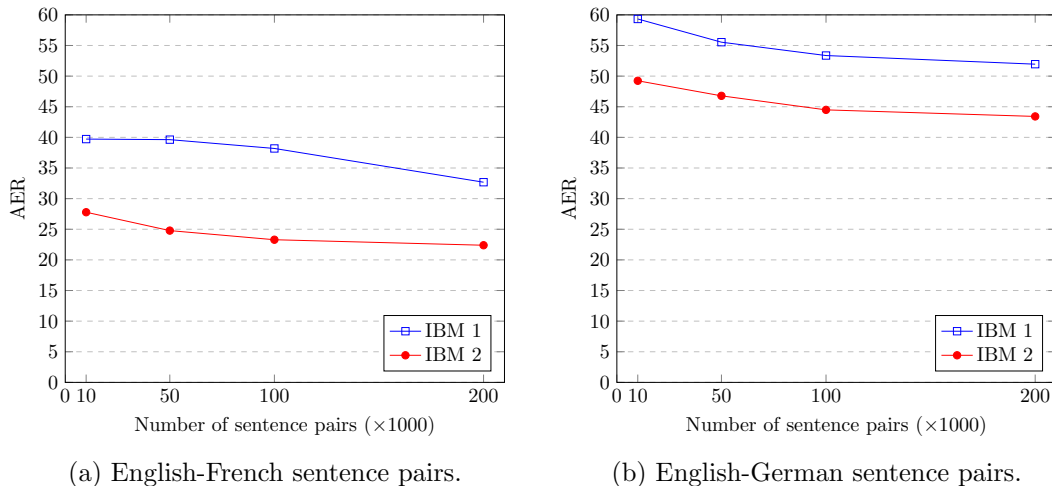 60
55
50
45
40
35
30
25
20
15
10
5
0
AER
0 10 50 100 200
Number of sentence pairs (×1000)
IBM 1
IBM 2
(a) English-French sentence pairs.
60
55
50
45
40
35
30
25
20
15
10
5
0
AER
0 10 50 100 200
Number of sentence pairs (×1000)
IBM 1
IBM 2
(b) English-German sentence pairs.